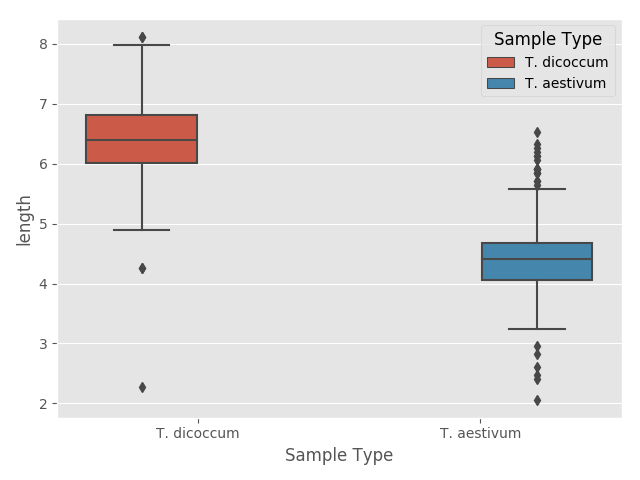 Sample Type
T. dicoccum
T. aestivum
8
7
6
5
4
3
2
length
T. dicoccum
T. aestivum
Sample Type